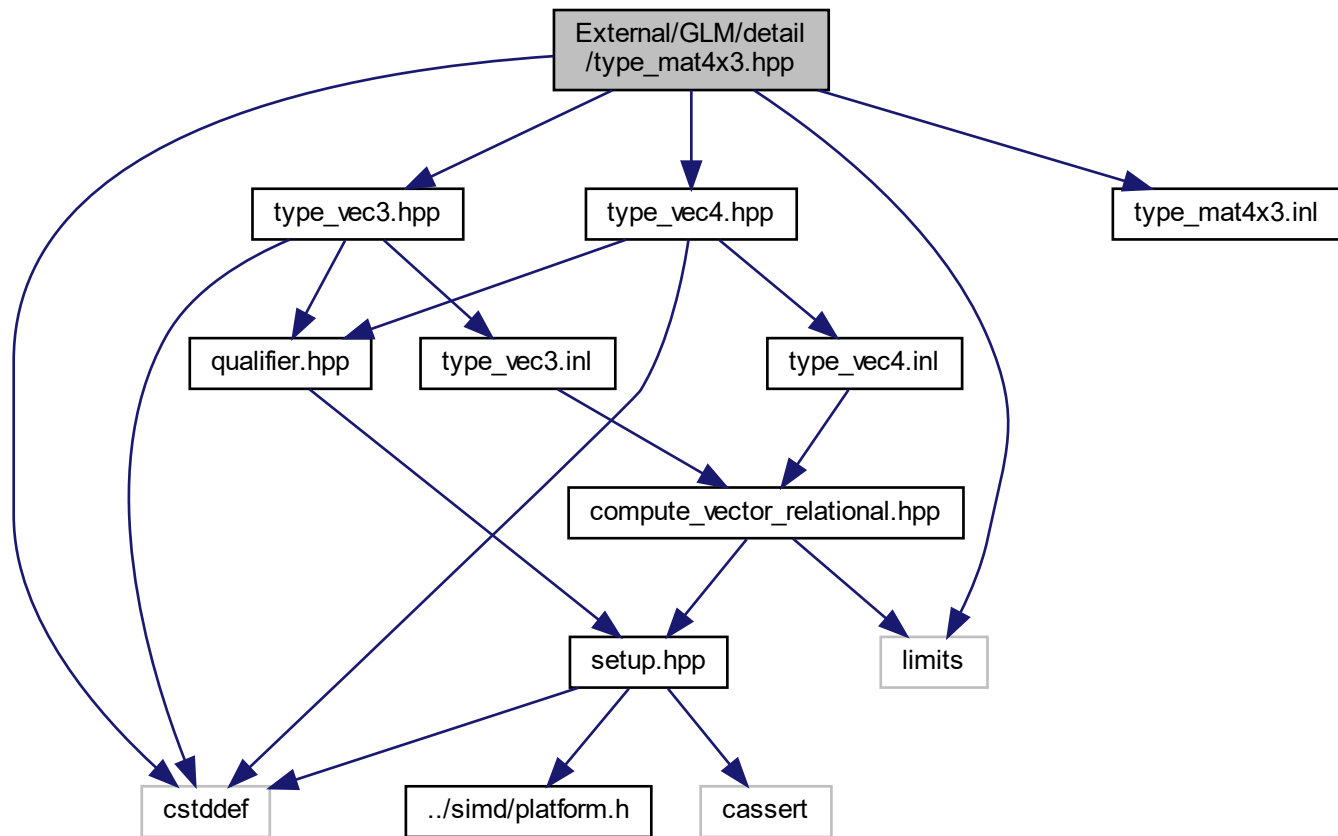 External/GLM/detail
/type_mat4x3.hpp
type_vec3.hpp
type_vec4.hpp
type_mat4x3.inl
qualifier.hpp
type_vec3.inl
type_vec4.inl
compute_vector_relational.hpp
setup.hpp
limits
cstddef
../simd/platform.h
cassert